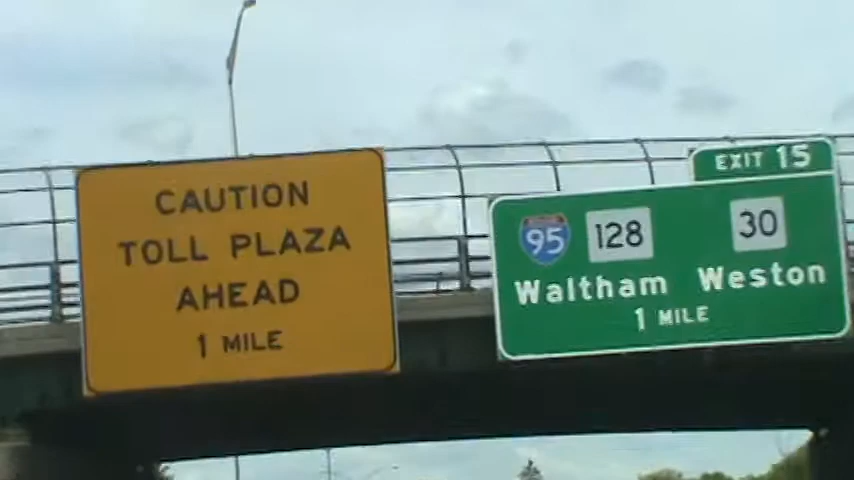 CAUTION
TOLL PLAZA
AHEAD
1 MILE
EXIT 15
95 128 30
Waltham Weston
1 MILE